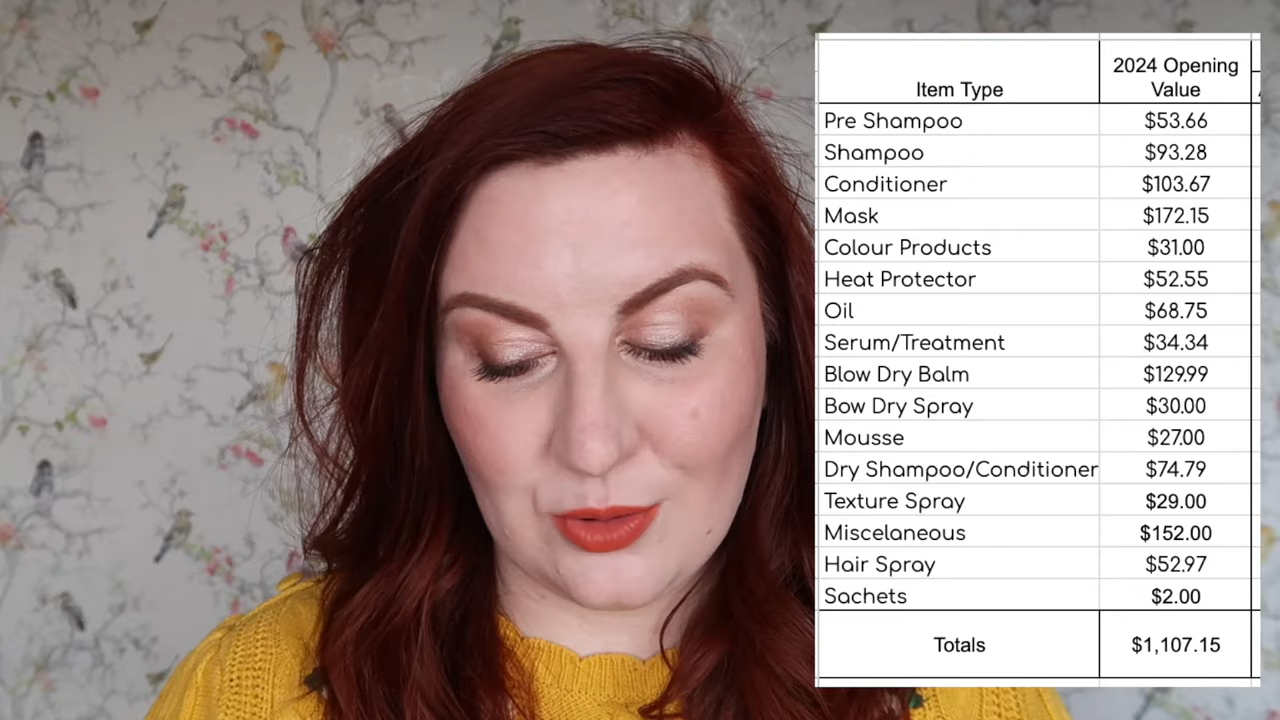 Item Type 2024 Opening Value
Pre Shampoo $53.66
Shampoo $93.28
Conditioner $103.67
Mask $172.15
Colour Products $31.00
Heat Protector $52.55
Oil $68.75
Serum/Treatment $34.34
Blow Dry Balm $129.99
Bow Dry Spray $30.00
Mousse $27.00
Dry Shampoo/Conditioner $74.79
Texture Spray $29.00
Miscelaneous $152.00
Hair Spray $52.97
Sachets $2.00
Totals $1,107.15